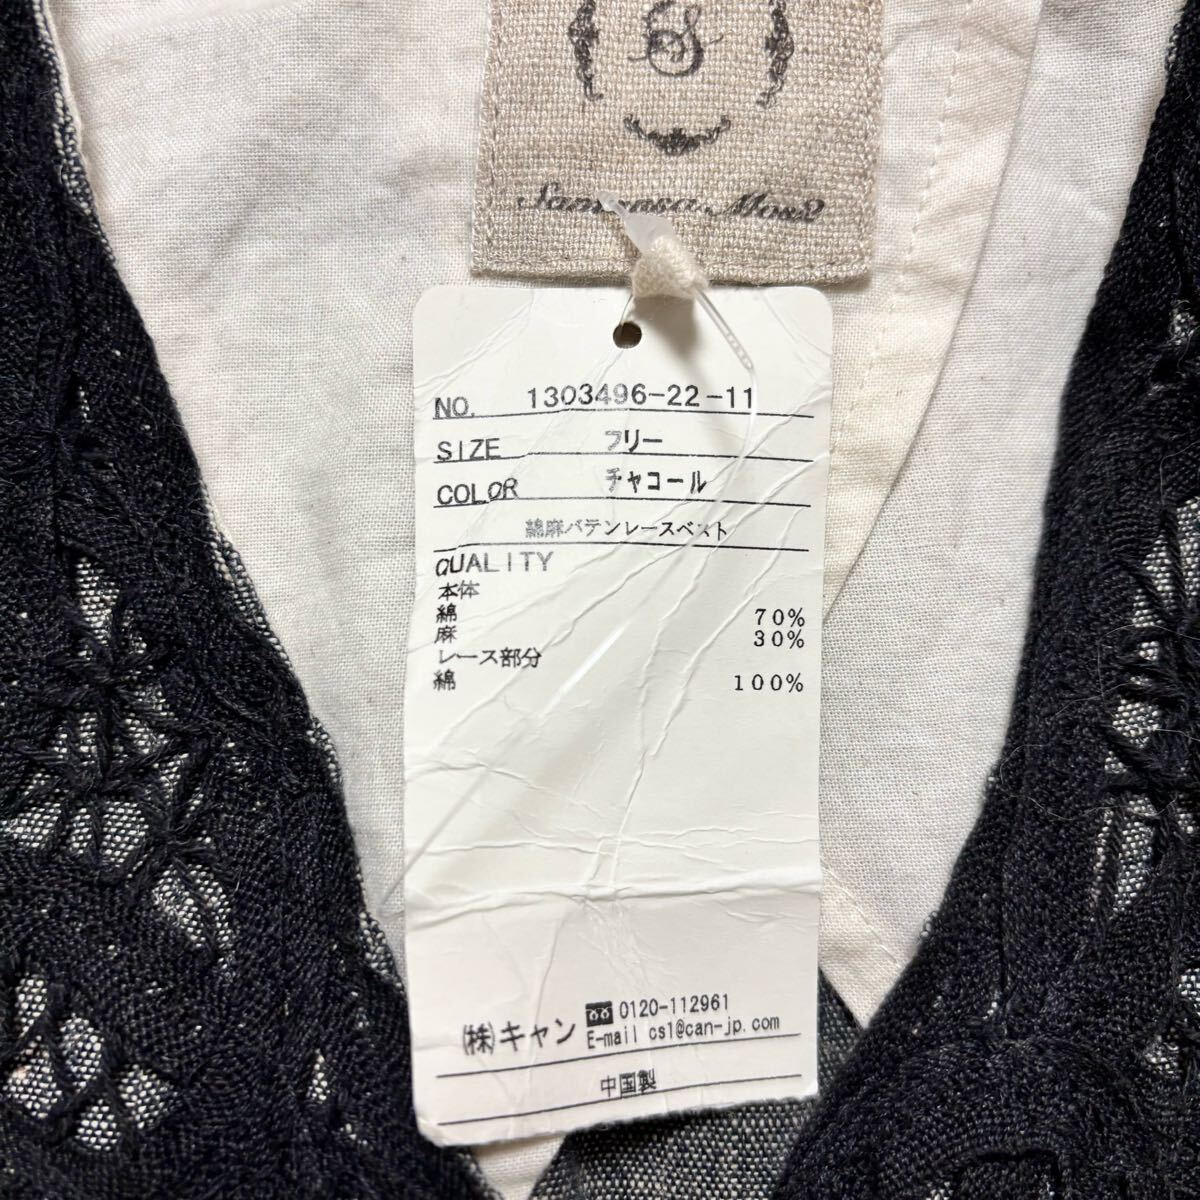 S
Samansa Mos2
NO. 1303496-22-11
SIZE フリー
COLOR チャコール
綿麻バテンレースベスト
QUALITY
本体
綿 70%
麻 30%
レース部分
綿 100%
㈱キャン 0120-112961
E-mail cs1@can-jp.com
中国製